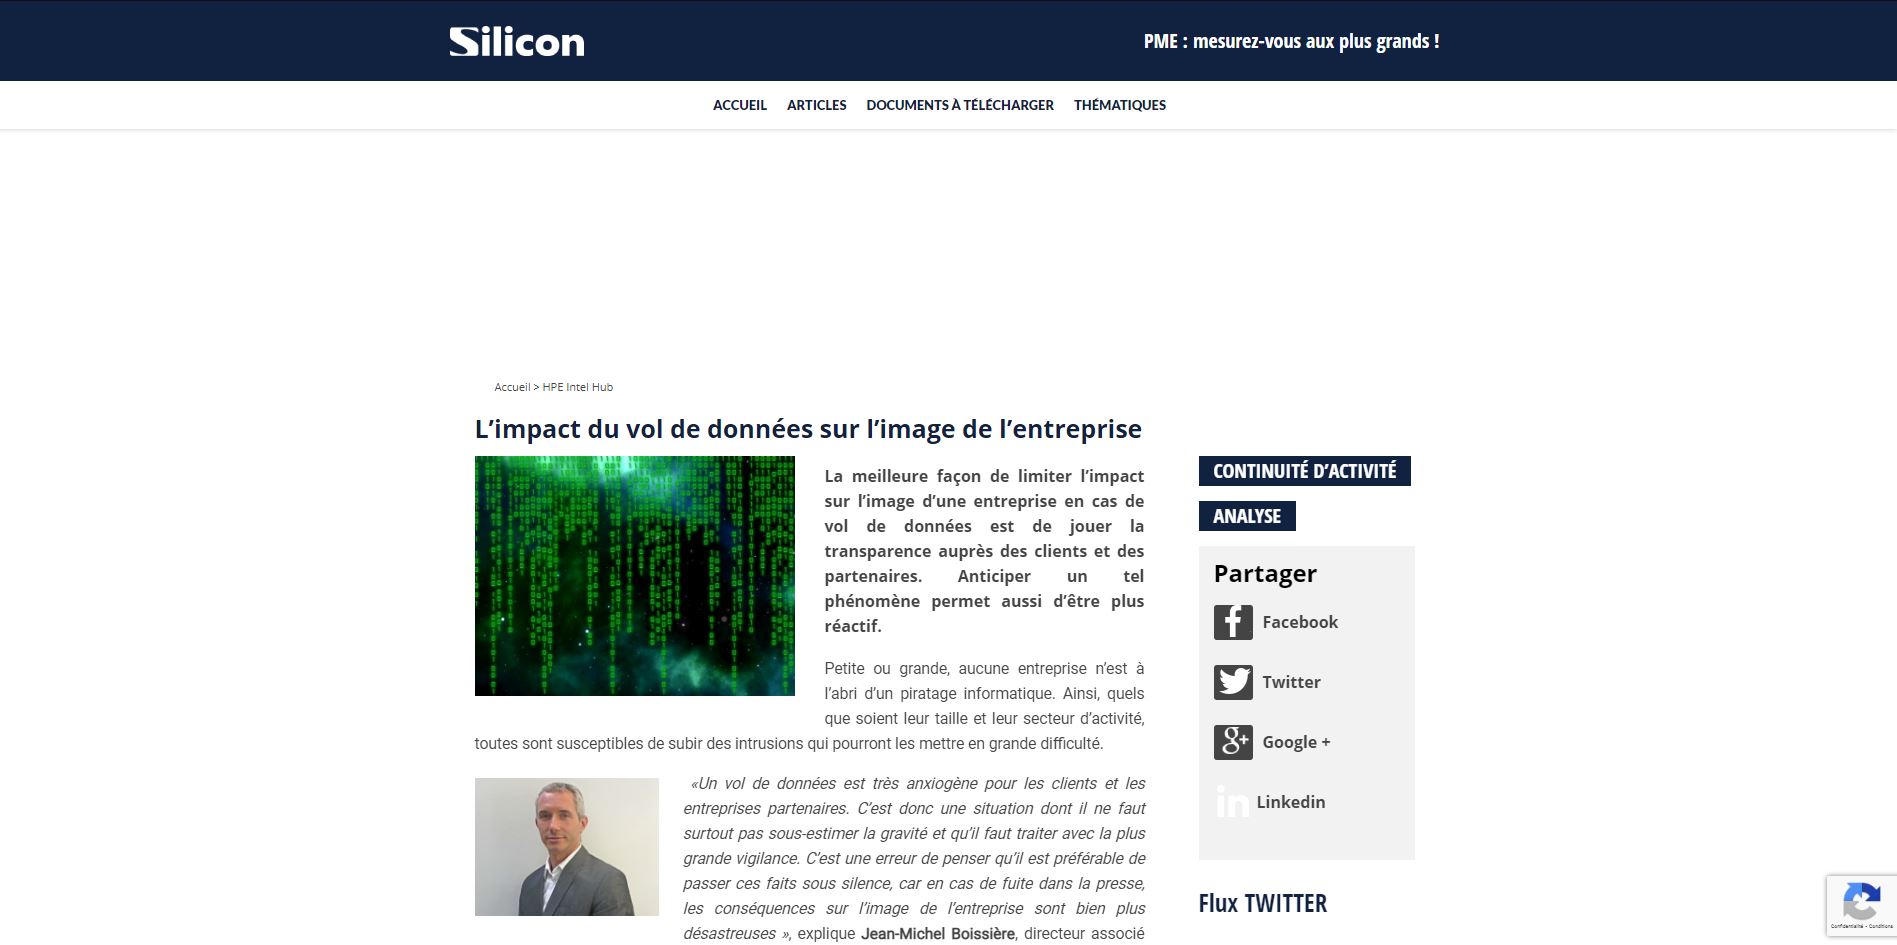 Silicon
PME : mesurez-vous aux plus grands !
ACCUEIL ARTICLES DOCUMENTS À TÉLÉCHARGER THÉMATIQUES
Accueil > HPE Intel Hub
L’impact du vol de données sur l’image de l’entreprise
La meilleure façon de limiter l’impact
sur l’image d’une entreprise en cas de
vol de données est de jouer la
transparence auprès des clients et des
partenaires. Anticiper un tel
phénomène permet aussi d’être plus
réactif.
Petite ou grande, aucune entreprise n’est à
l’abri d’un piratage informatique. Ainsi, quels
que soient leur taille et leur secteur d’activité,
toutes sont susceptibles de subir des intrusions qui pourront les mettre en grande difficulté.
«Un vol de données est très anxiogène pour les clients et les
entreprises partenaires. C’est donc une situation dont il ne faut
surtout pas sous-estimer la gravité et qu’il faut traiter avec la plus
grande vigilance. C’est une erreur de penser qu’il est préférable de
passer ces faits sous silence, car en cas de fuite dans la presse,
les conséquences sur l’image de l’entreprise sont bien plus
désastreuses », explique Jean-Michel Boissière, directeur associé
CONTINUITÉ D’ACTIVITÉ
ANALYSE
Partager
Facebook
Twitter
Google +
Linkedin
Flux TWITTER
Confidentialité - Conditions